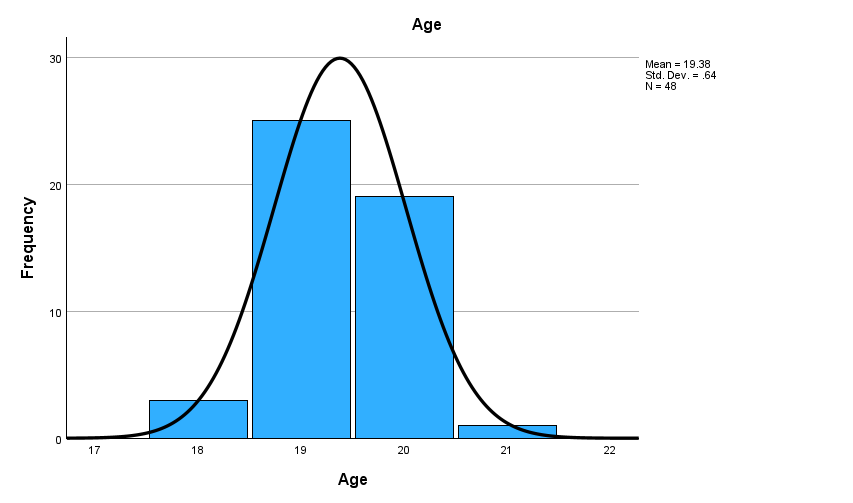 Age
Mean = 19.38
Std. Dev. = .64
N = 48
30
20
10
0
Frequency
17 18 19 20 21 22
Age